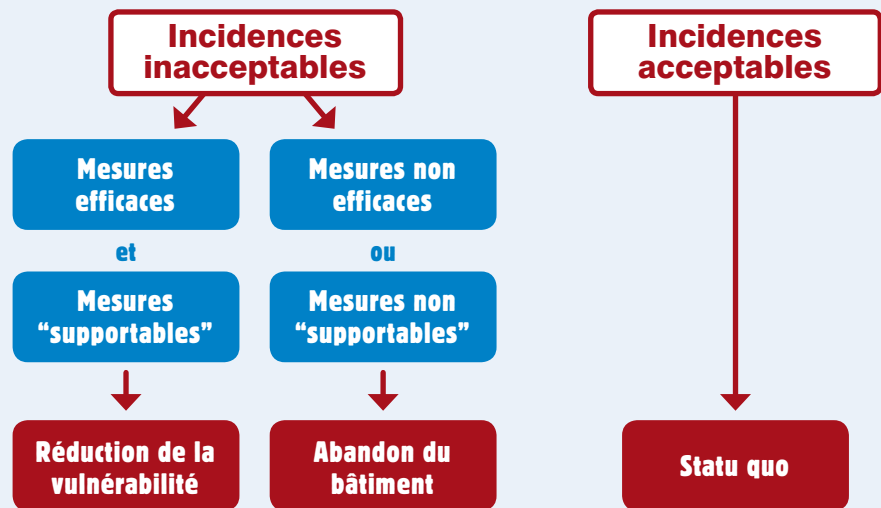 Incidences
inacceptables
Incidences
acceptables
Mesures
efficaces
Mesures non
efficaces
et
ou
Mesures
“supportables”
Mesures non
“supportables”
Réduction de la
vulnérabilité
Abandon du
bâtiment
Statu quo